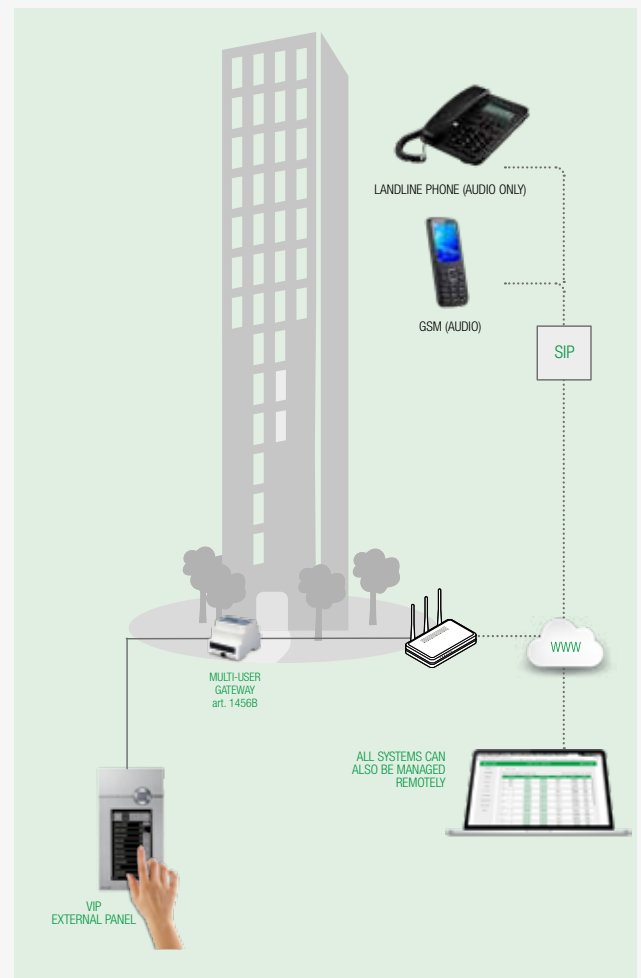 LANDLINE PHONE (AUDIO ONLY)
GSM (AUDIO)
SIP
WWW
MULTI-USER
GATEWAY
art. 1456B
ALL SYSTEMS CAN
ALSO BE MANAGED
REMOTELY
VIP
EXTERNAL PANEL